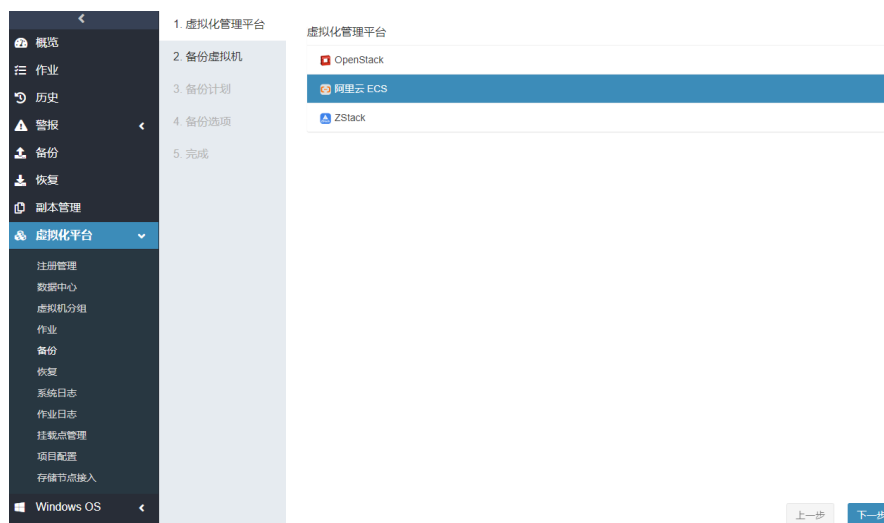 概览
作业
历史
警报
备份
恢复
副本管理
虚拟化平台
注册管理
数据中心
虚拟机分组
作业
备份
恢复
系统日志
作业日志
挂载点管理
项目配置
存储节点接入
Windows OS
1. 虚拟化管理平台
2. 备份虚拟机
3. 备份计划
4. 备份选项
5. 完成
虚拟化管理平台
OpenStack
阿里云 ECS
ZStack
上一步
下一步